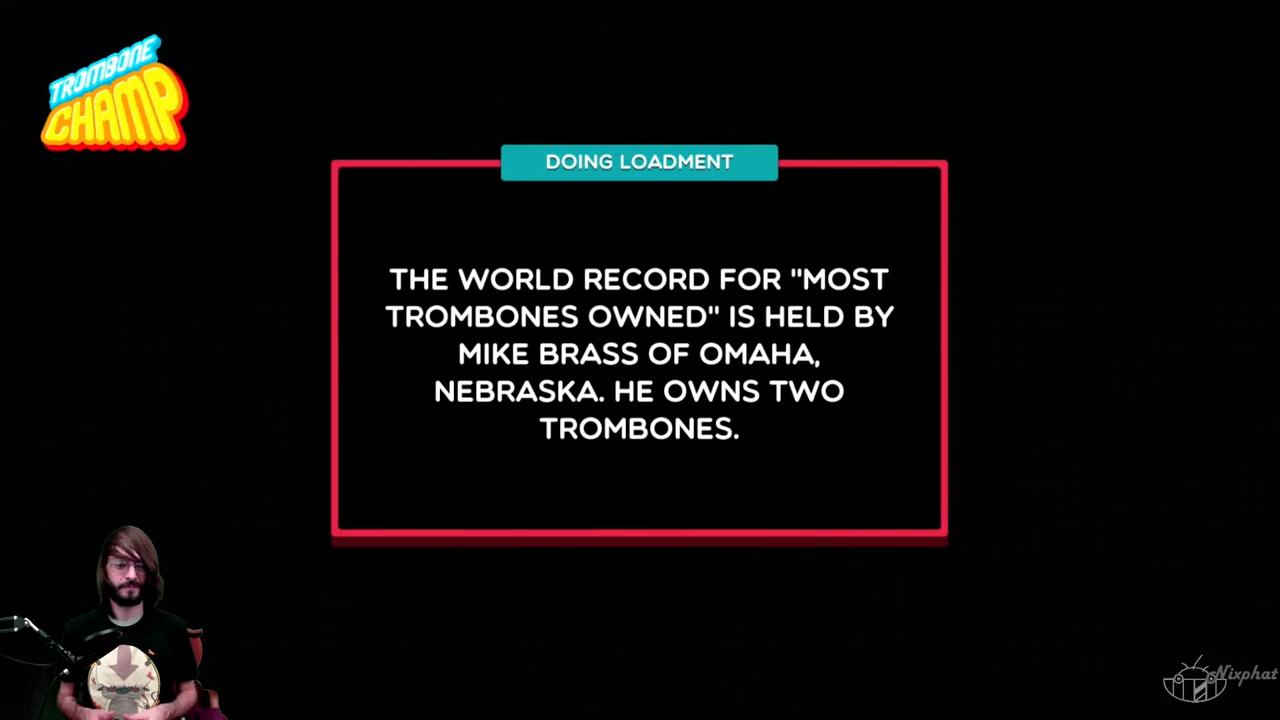 TROMBONE
CHAMP
DOING LOADMENT
THE WORLD RECORD FOR "MOST
TROMBONES OWNED" IS HELD BY
MIKE BRASS OF OMAHA,
NEBRASKA. HE OWNS TWO
TROMBONES.
Nixphat